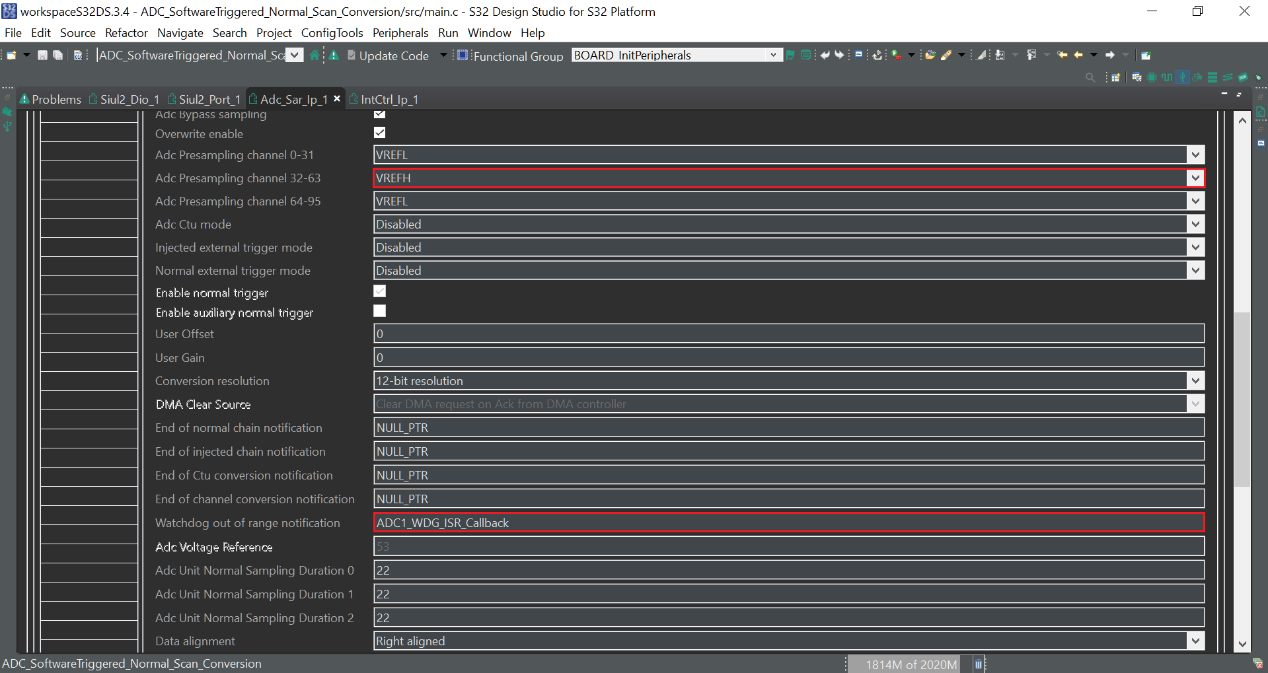 workspaceS32DS.3.4 - ADC_SoftwareTriggered_Normal_Scan_Conversion/src/main.c - S32 Design Studio for S32 Platform
File Edit Source Refactor Navigate Search Project ConfigTools Peripherals Run Window Help
ADC_SoftwareTriggered_Normal_Sc Update Code Functional Group BOARD_InitPeripherals
Problems Siul2_Dio_1 Siul2_Port_1 Adc_Sar_Ip_1 IntCtrl_Ip_1
Adc Bypass sampling
Overwrite enable
Adc Presampling channel 0-31 VREFL
Adc Presampling channel 32-63 VREFH
Adc Presampling channel 64-95 VREFL
Adc Ctu mode Disabled
Injected external trigger mode Disabled
Normal external trigger mode Disabled
Enable normal trigger
Enable auxiliary normal trigger
User Offset 0
User Gain 0
Conversion resolution 12-bit resolution
DMA Clear Source Clear DMA request on Ack from DMA controller
End of normal chain notification NULL_PTR
End of injected chain notification NULL_PTR
End of Ctu conversion notification NULL_PTR
End of channel conversion notification NULL_PTR
Watchdog out of range notification ADC1_WDG_ISR_Callback
Adc Voltage Reference 53
Adc Unit Normal Sampling Duration 0 22
Adc Unit Normal Sampling Duration 1 22
Adc Unit Normal Sampling Duration 2 22
Data alignment Right aligned
ADC_SoftwareTriggered_Normal_Scan_Conversion 1814M of 2020M